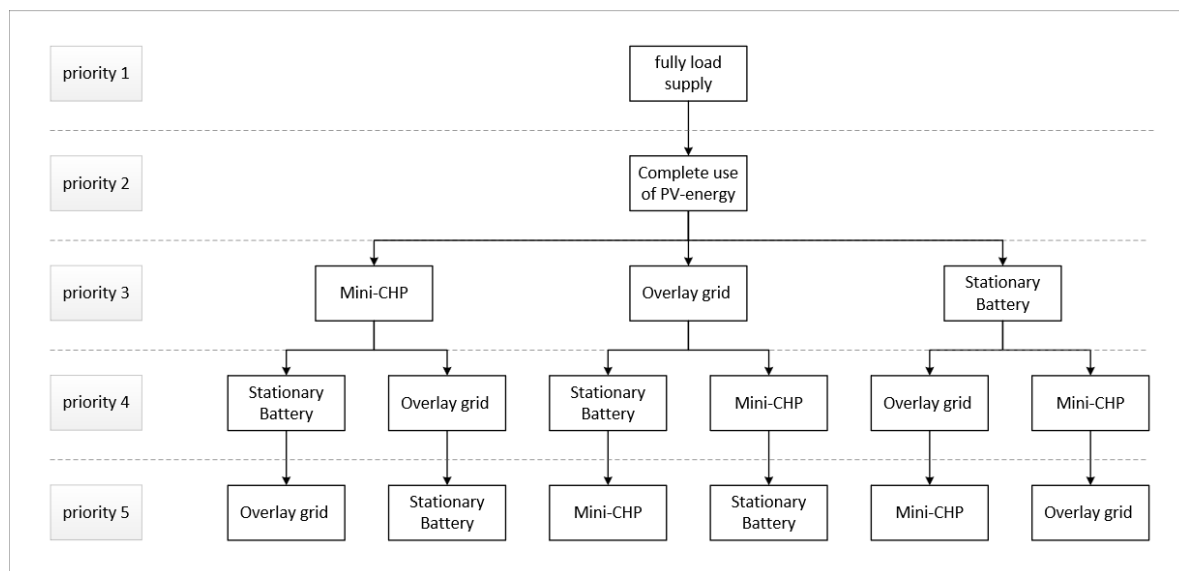 priority 1
fully load
supply
priority 2
Complete use
of PV-energy
priority 3
Mini-CHP
Overlay grid
Stationary
Battery
priority 4
Stationary
Battery
Overlay grid
Stationary
Battery
Mini-CHP
Overlay grid
Mini-CHP
priority 5
Overlay grid
Stationary
Battery
Mini-CHP
Stationary
Battery
Mini-CHP
Overlay grid